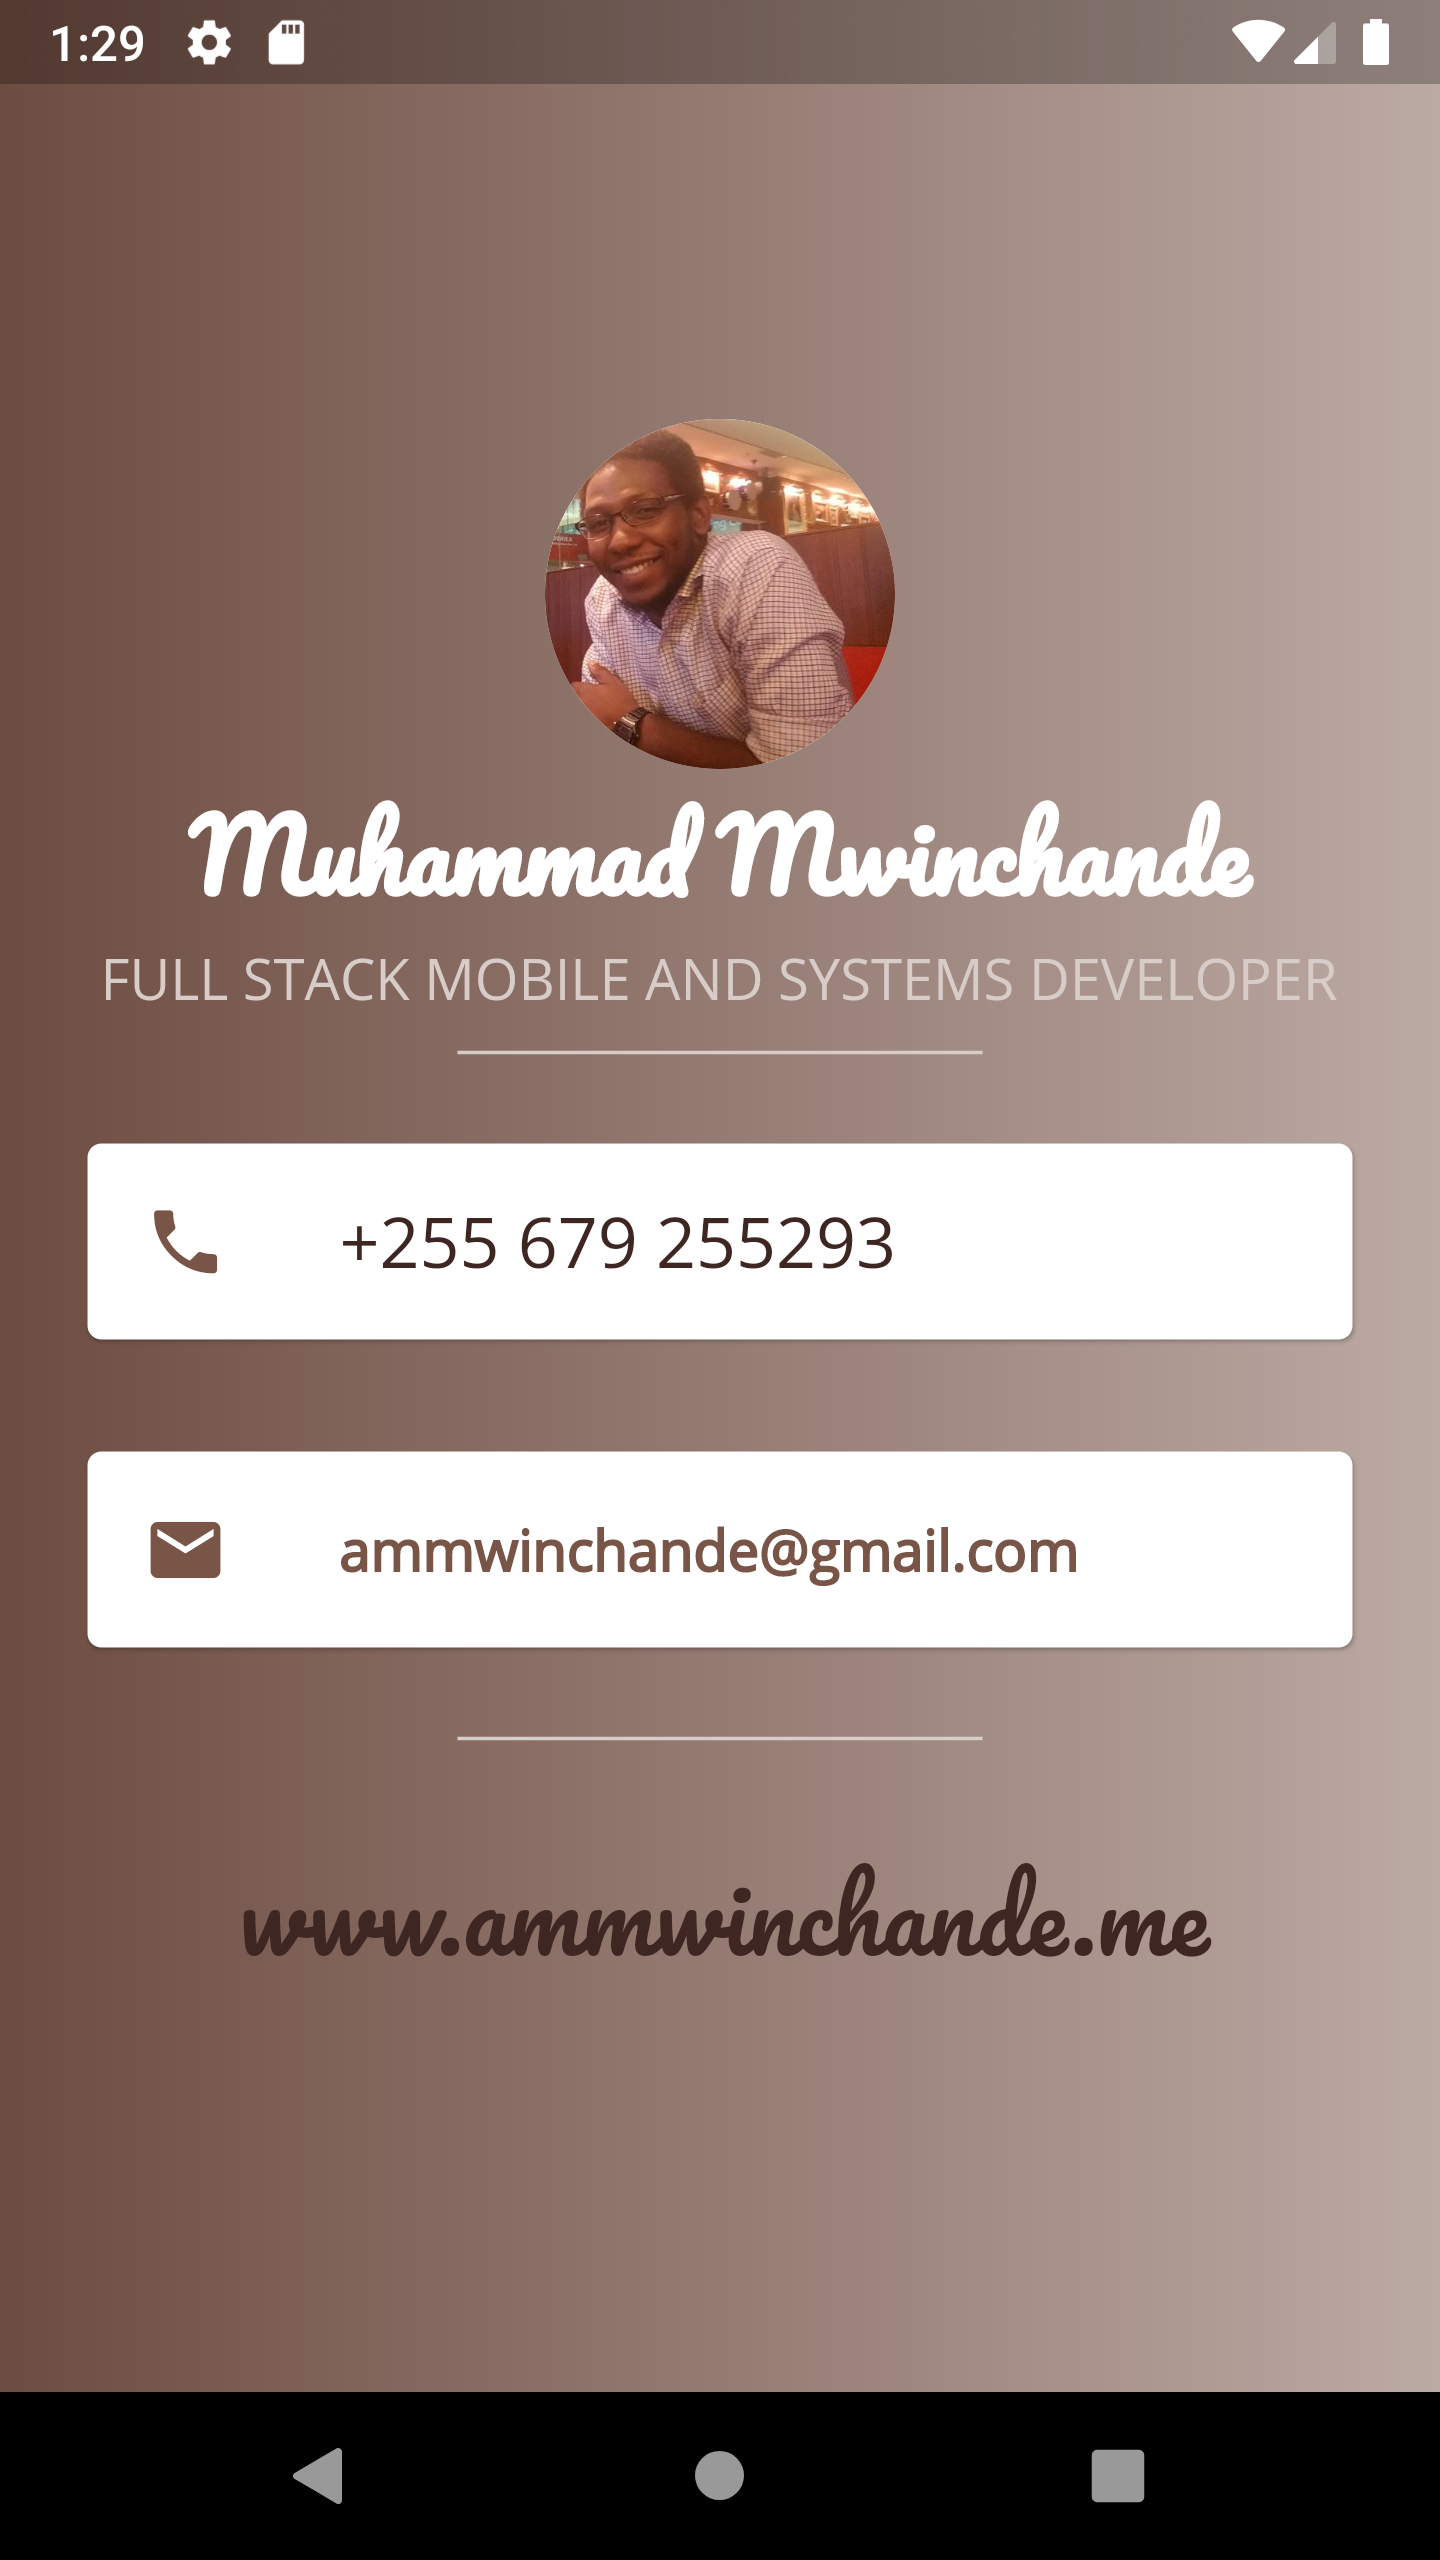 1:29
Muhammad Mwinchande
FULL STACK MOBILE AND SYSTEMS DEVELOPER
+255 679 255293
ammwinchande@gmail.com
www.ammwinchande.me